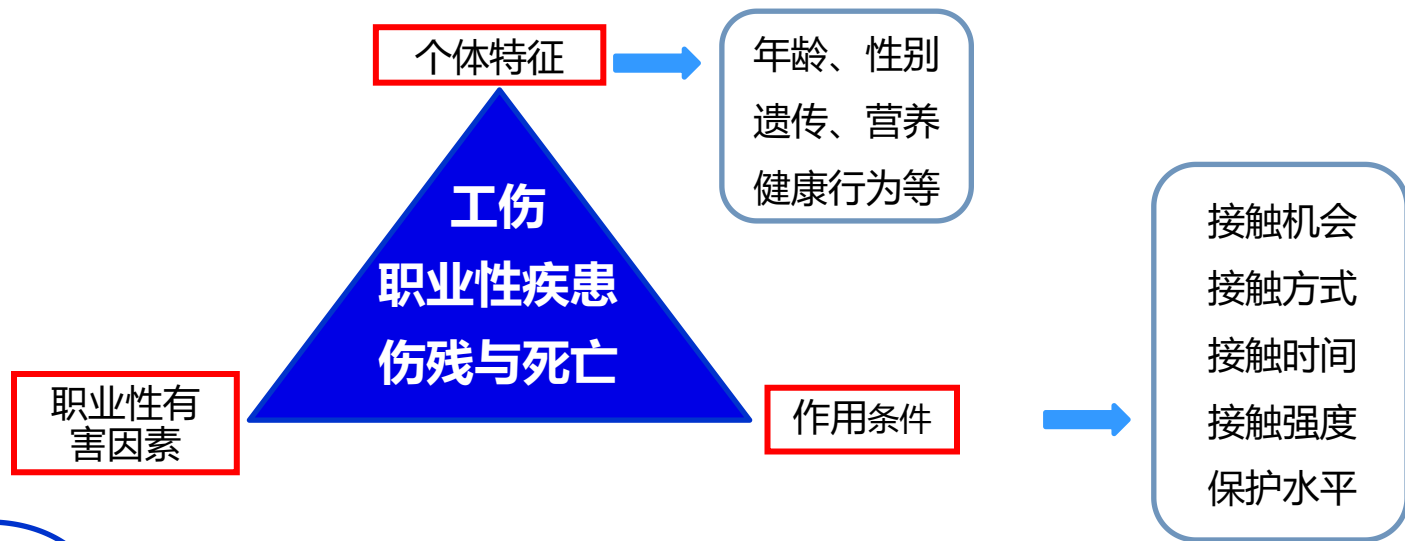 个体特征
年龄、性别
遗传、营养
健康行为等
工伤
职业性疾患
伤残与死亡
职业性有
害因素
作用条件
接触机会
接触方式
接触时间
接触强度
保护水平